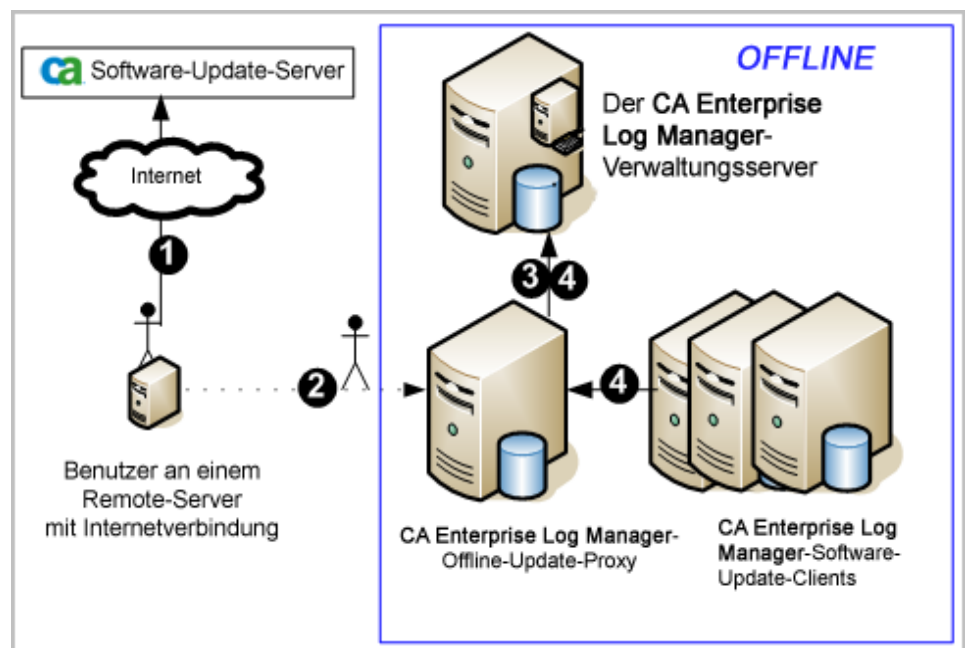 ca Software-Update-Server
OFFLINE
Der CA Enterprise
Log Manager-
Verwaltungsserver
Internet
1
3 4
2
4
Benutzer an einem
Remote-Server
mit Internetverbindung
CA Enterprise Log Manager-
Offline-Update-Proxy
CA Enterprise Log
Manager-Software-
Update-Clients